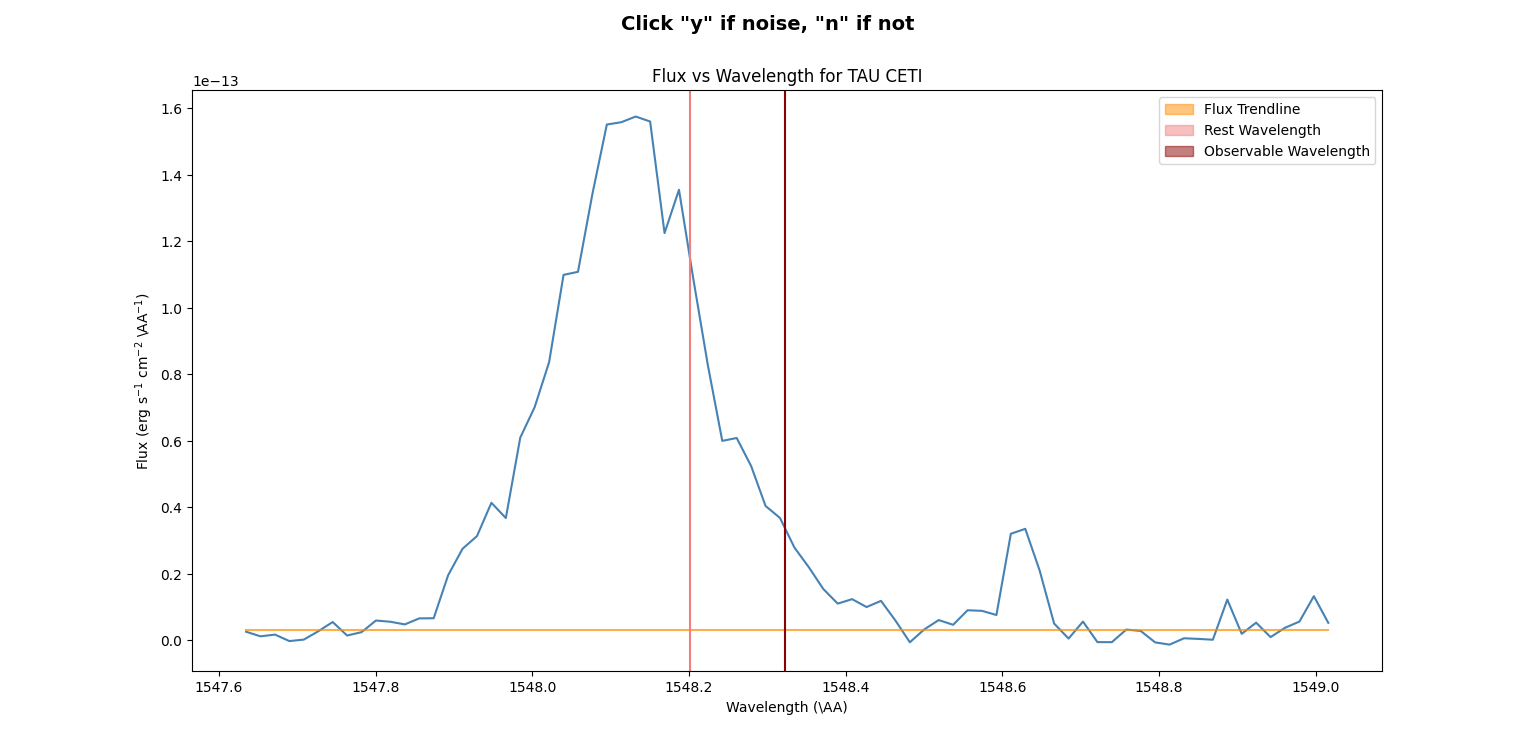 Click "y" if noise, "n" if not
Flux vs Wavelength for TAU CETI
1e−13
Flux Trendline
Rest Wavelength
Observable Wavelength
1.6
1.4
1.2
1.0
0.8
0.6
0.4
0.2
0.0
Flux (erg s⁻¹ cm⁻² \AA⁻¹)
1547.6 1547.8 1548.0 1548.2 1548.4 1548.6 1548.8 1549.0
Wavelength (\AA)